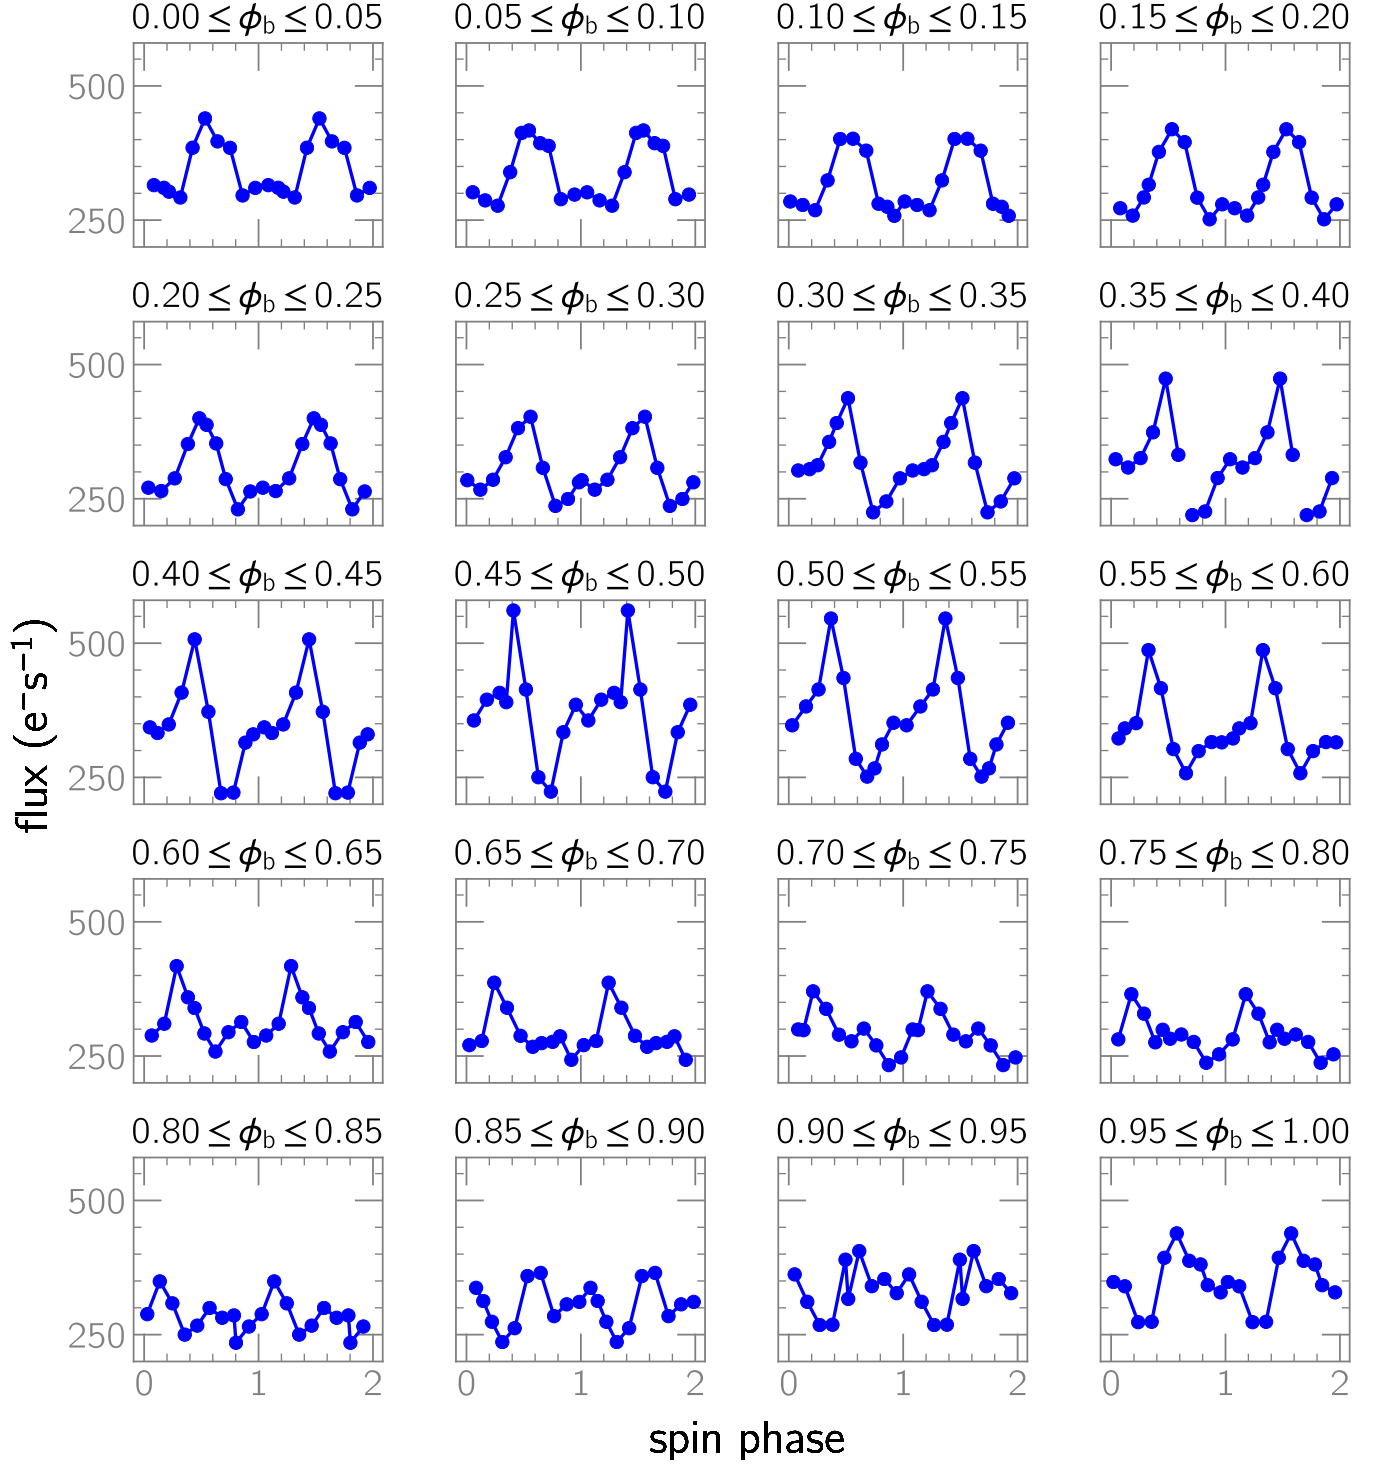 0.00 ≤ ϕb ≤ 0.05
0.05 ≤ ϕb ≤ 0.10
0.10 ≤ ϕb ≤ 0.15
0.15 ≤ ϕb ≤ 0.20
500
250
0.20 ≤ ϕb ≤ 0.25
0.25 ≤ ϕb ≤ 0.30
0.30 ≤ ϕb ≤ 0.35
0.35 ≤ ϕb ≤ 0.40
500
250
0.40 ≤ ϕb ≤ 0.45
0.45 ≤ ϕb ≤ 0.50
0.50 ≤ ϕb ≤ 0.55
0.55 ≤ ϕb ≤ 0.60
500
250
flux (e⁻s⁻¹)
0.60 ≤ ϕb ≤ 0.65
0.65 ≤ ϕb ≤ 0.70
0.70 ≤ ϕb ≤ 0.75
0.75 ≤ ϕb ≤ 0.80
500
250
0.80 ≤ ϕb ≤ 0.85
0.85 ≤ ϕb ≤ 0.90
0.90 ≤ ϕb ≤ 0.95
0.95 ≤ ϕb ≤ 1.00
500
250
0 1 2
0 1 2
0 1 2
0 1 2
spin phase